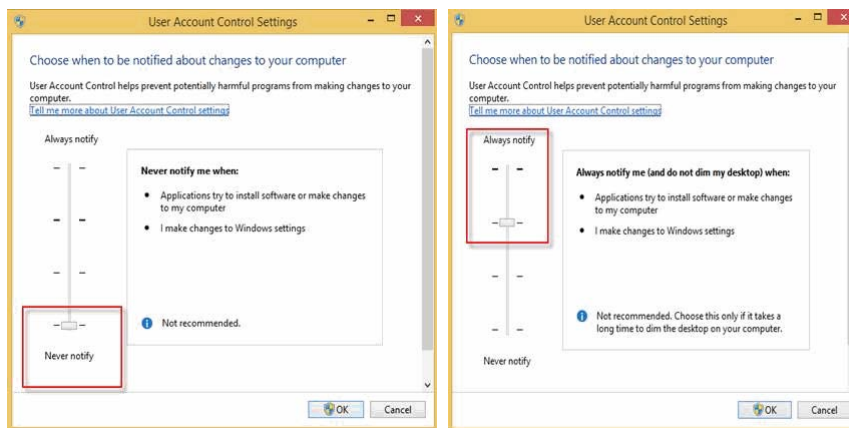 User Account Control Settings
Choose when to be notified about changes to your computer
User Account Control helps prevent potentially harmful programs from making changes to your
computer.
Tell me more about User Account Control settings
Always notify
Never notify me when:
• Applications try to install software or make changes
to my computer
• I make changes to Windows settings
Not recommended.
Never notify
OK
Cancel
User Account Control Settings
Choose when to be notified about changes to your computer
User Account Control helps prevent potentially harmful programs from making changes to your
computer.
Tell me more about User Account Control settings
Always notify
Always notify me (and do not dim my desktop) when:
• Applications try to install software or make changes
to my computer
• I make changes to Windows settings
Not recommended. Choose this only if it takes a
long time to dim the desktop on your computer.
Never notify
OK
Cancel